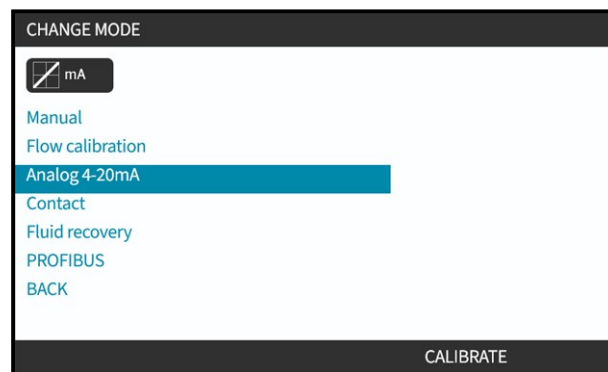 CHANGE MODE
mA
Manual
Flow calibration
Analog 4-20mA
Contact
Fluid recovery
PROFIBUS
BACK
CALIBRATE